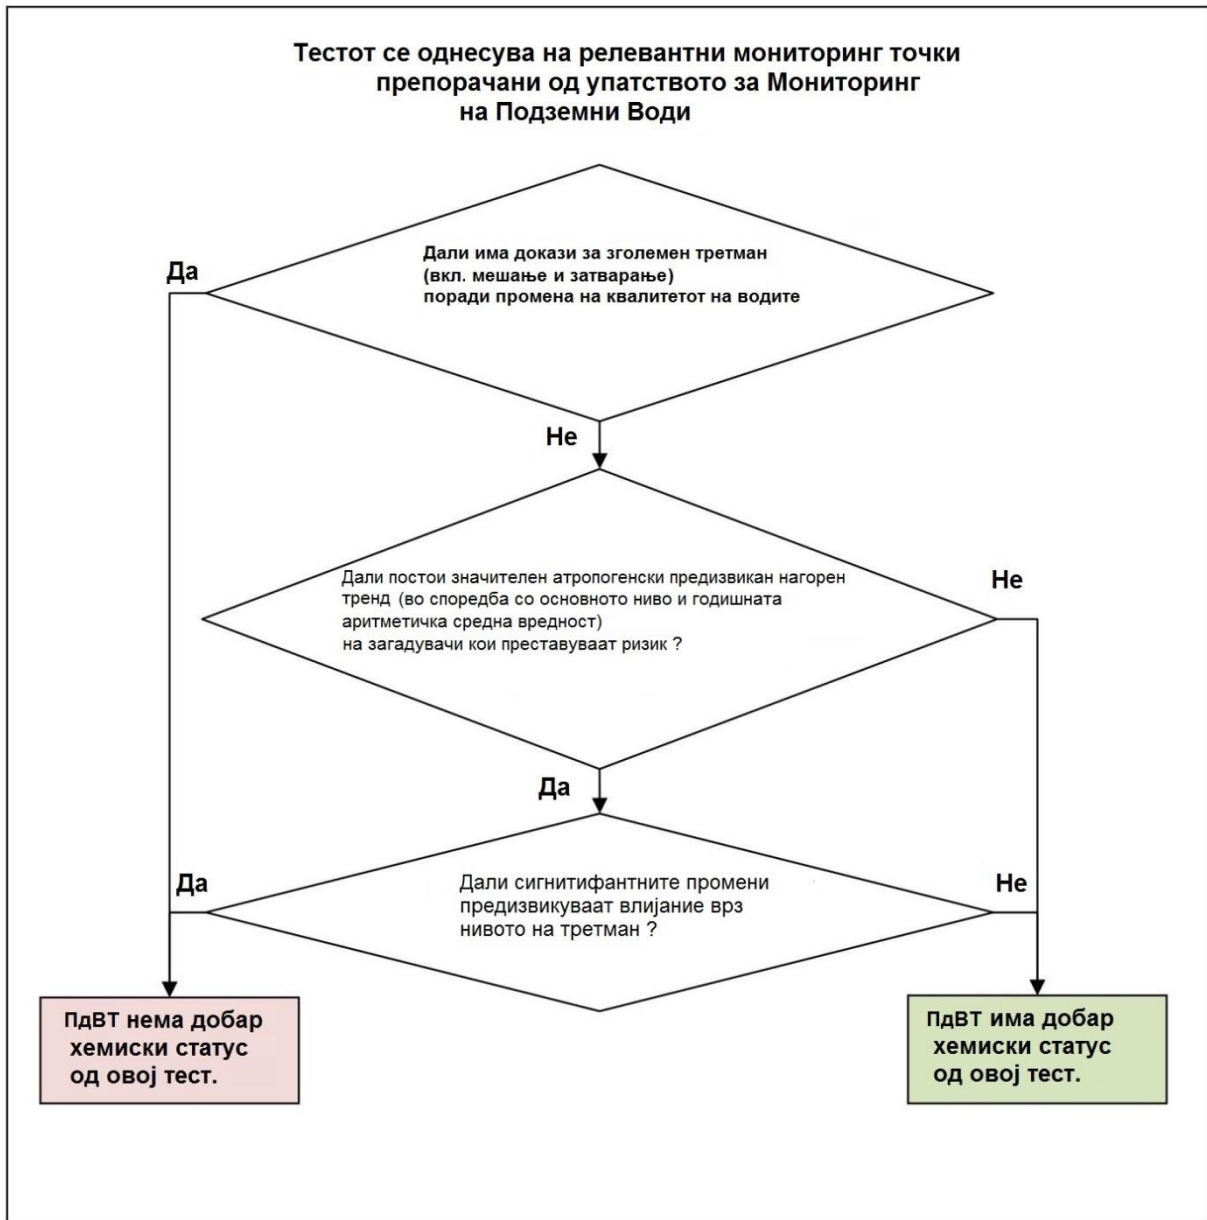 Тестот се однесува на релевантни мониторинг точки
препорачани од упатството за Мониторинг
на Подземни Води
Дали има докази за зголемен третман
(вкл. мешање и затварање)
поради промена на квалитетот на водите
Да
Не
Дали постои значителен атропогенски предизвикан нагорен
тренд (во споредба со основното ниво и годишната
аритметичка средна вредност)
на загадувачи кои преставуваат ризик ?
Не
Да
Дали сигнитифантните промени
предизвикуваат влијание врз
нивото на третман ?
Да
Не
ПдВТ нема добар
хемиски статус
од овој тест.
ПдВТ има добар
хемиски статус
од овој тест.